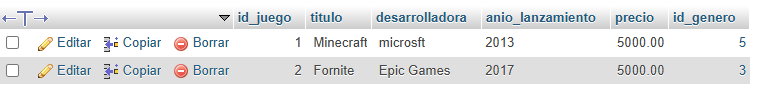 id_juego titulo desarrolladora anio_lanzamiento precio id_genero
Editar Copiar Borrar 1 Minecraft microsft 2013 5000.00 5
Editar Copiar Borrar 2 Fornite Epic Games 2017 5000.00 3